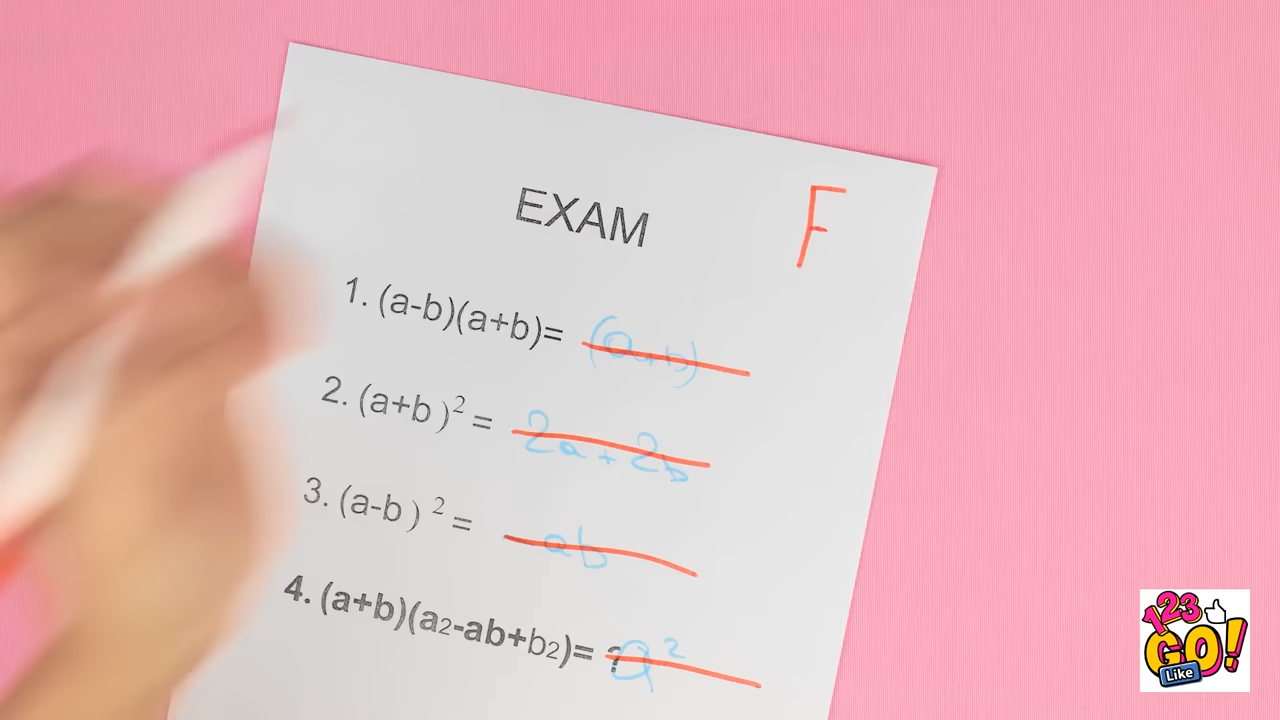 EXAM F
1. (a-b)(a+b)= (a+b)
2. (a+b)² = 2a + 2b
3. (a-b)² = ab
4. (a+b)(a2-ab+b2)= ? a²
123
GO!
Like